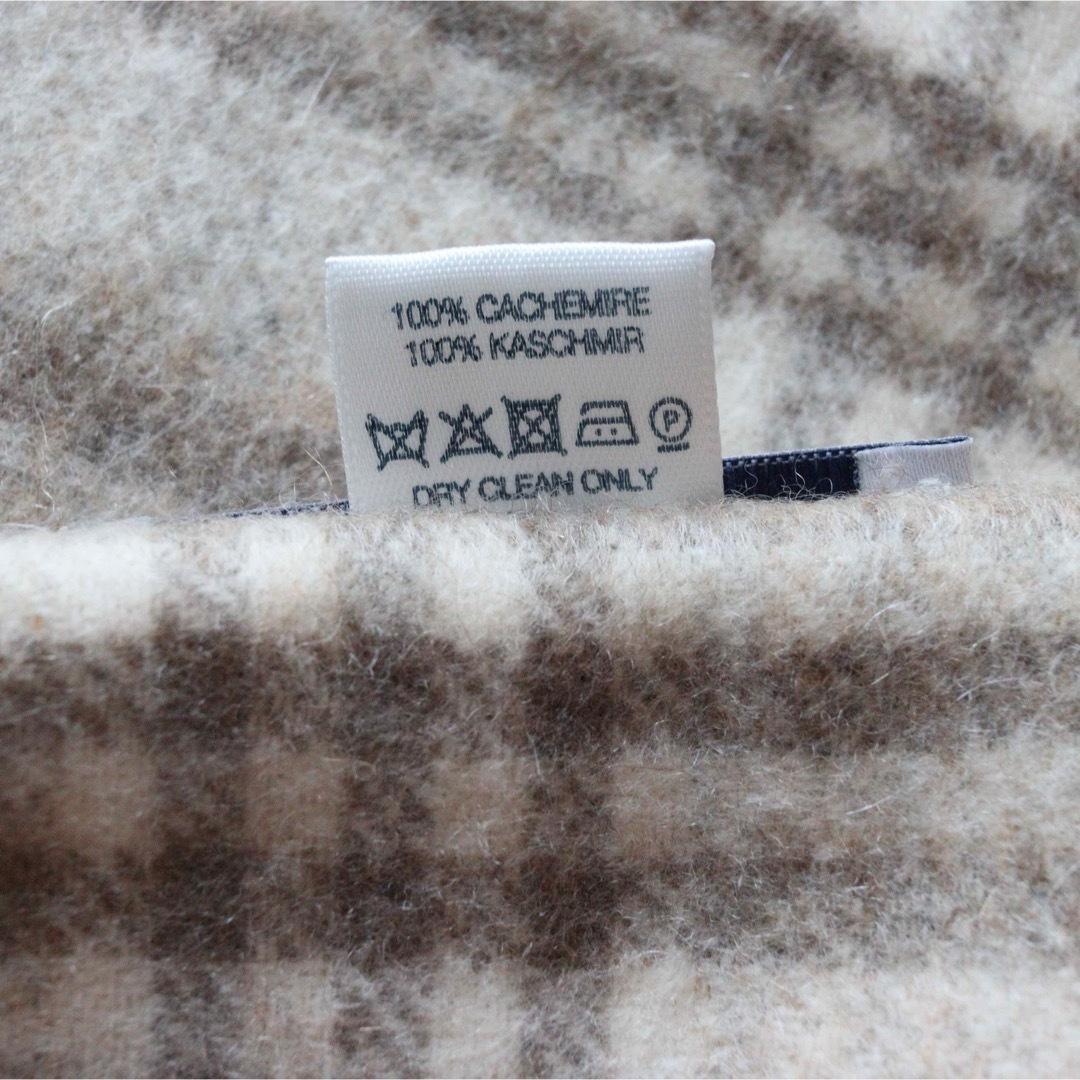 100% CACHEMIRE
100% KASCHMIR
P
DRY CLEAN ONLY